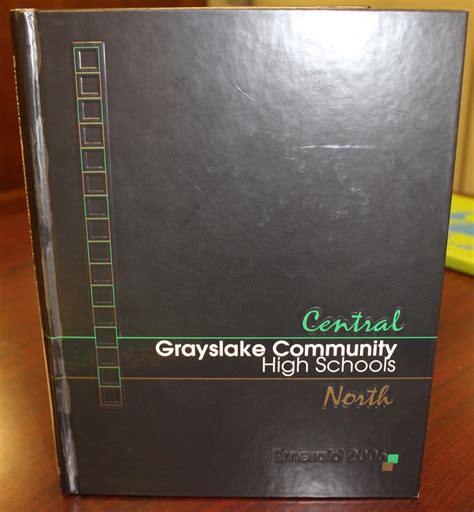 Central
Grayslake Community
High Schools
North
Emerald 2006